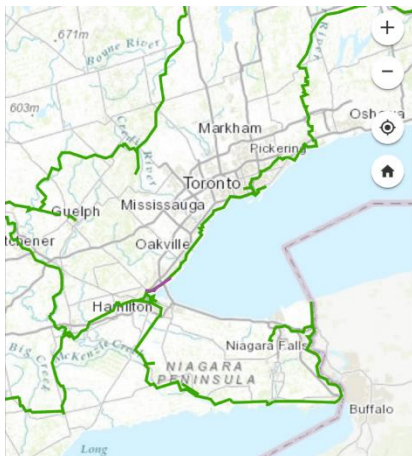 671m
Boyne River
River
603m
Markham
Oshawa
Pickering
Credit
River
Toronto
Guelph
Mississauga
tchener
Oakville
Hamilton
Big Creek
McKenzie Creek
Niagara Falls
NIAGARA
PENINSULA
Buffalo
Long